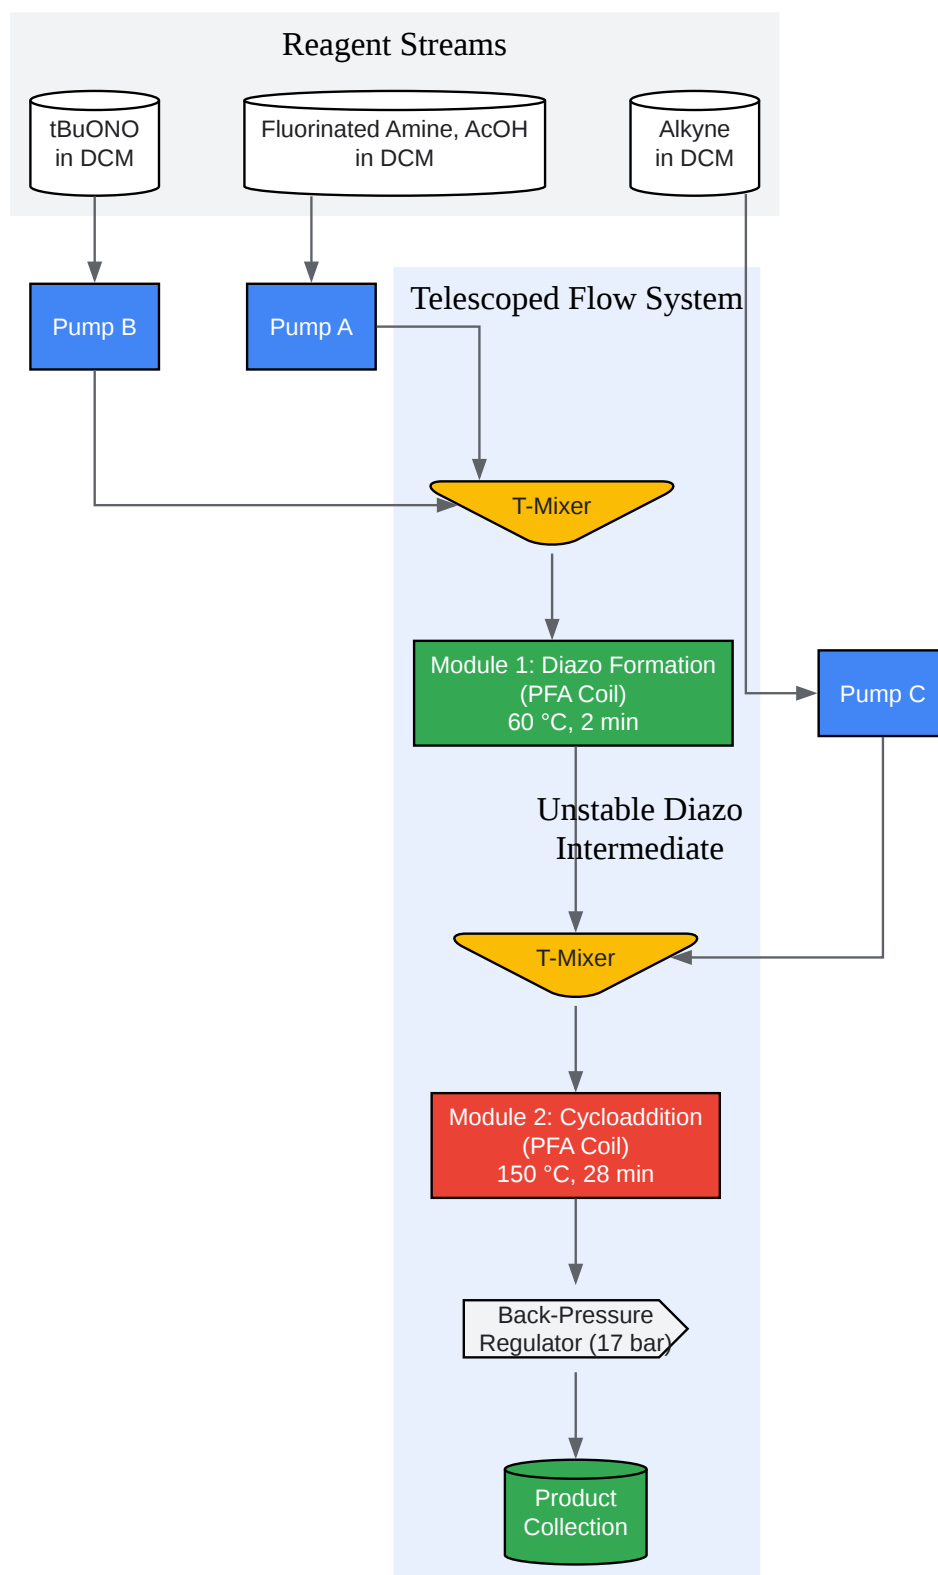 Reagent Streams
tBuONO
in DCM
Fluorinated Amine, AcOH
in DCM
Alkyne
in DCM
Pump B
Pump A
Telescoped Flow System
T-Mixer
Module 1: Diazo Formation
(PFA Coil)
60 °C, 2 min
Pump C
Unstable Diazo
Intermediate
T-Mixer
Module 2: Cycloaddition
(PFA Coil)
150 °C, 28 min
Back-Pressure
Regulator (17 bar)
Product
Collection